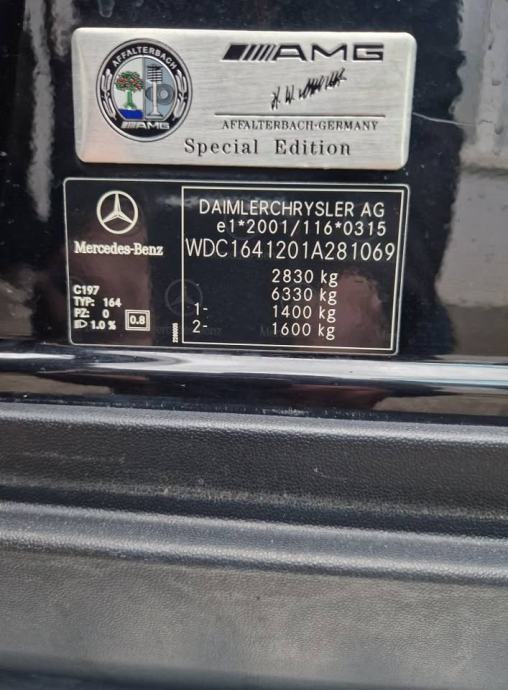 AFFALTERBACH
AMG
AMG
AFFALTERBACH-GERMANY
Special Edition
Mercedes-Benz
C197
TYP: 164
PZ: 0
1.0 %
0.8
DAIMLERCHRYSLER AG
e1*2001/116*0315
WDC1641201A281069
2830 kg
6330 kg
1- 1400 kg
2- 1600 kg